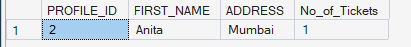 PROFILE_ID FIRST_NAME ADDRESS No_of_Tickets
1 2 Anita Mumbai 1